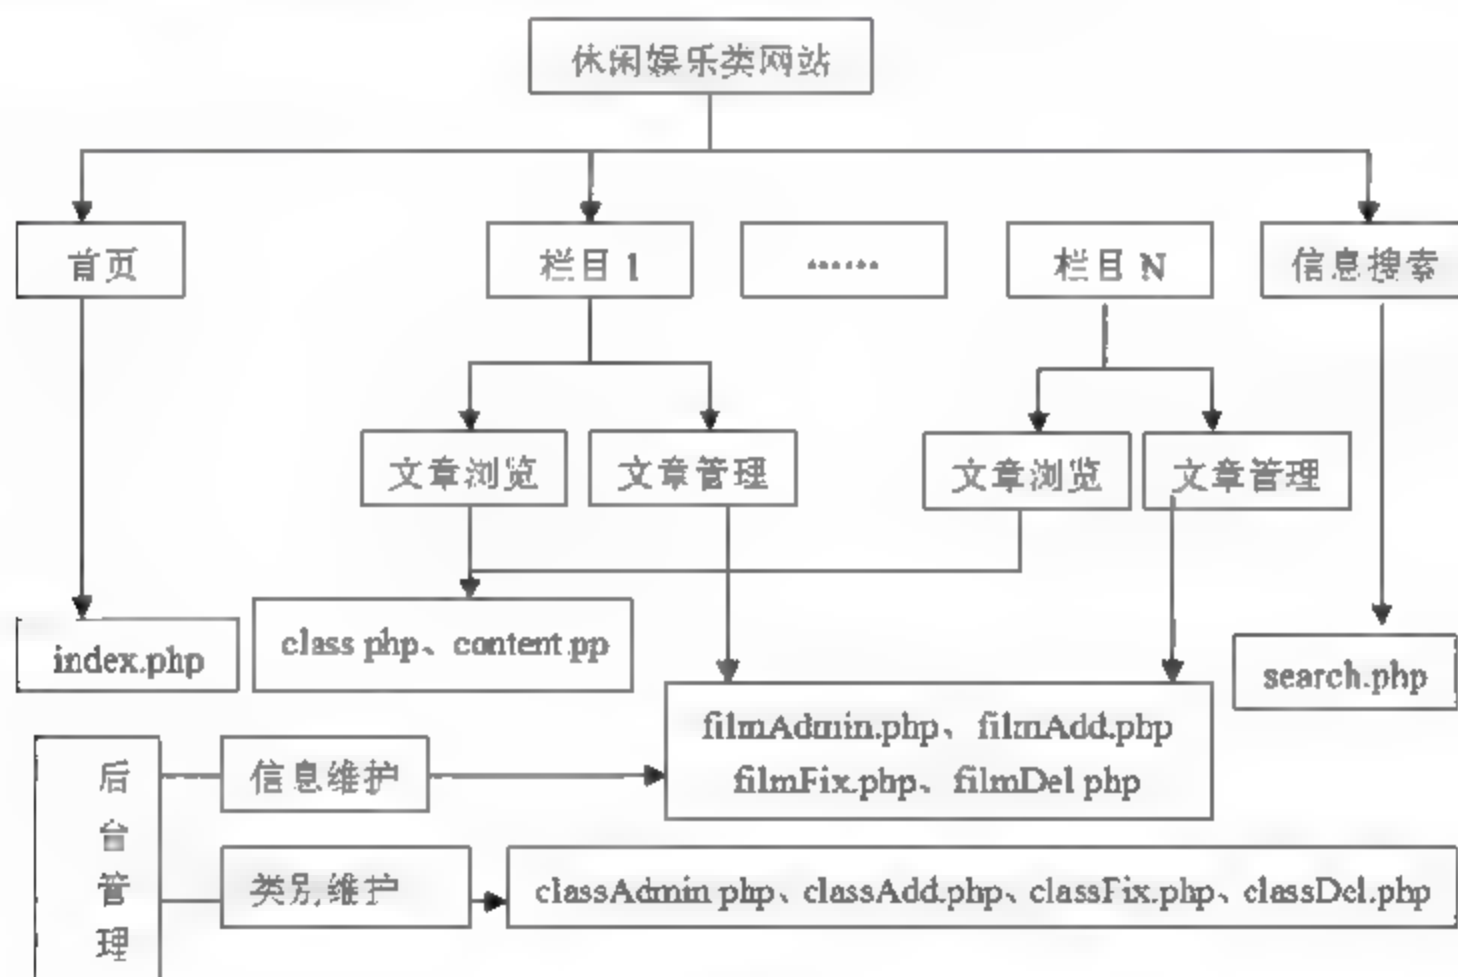 休闲娱乐类网站
首页
栏目 1
······
栏目 N
信息搜索
文章浏览
文章管理
文章浏览
文章管理
index.php
class php、content.pp
search.php
filmAdmin.php、filmAdd.php
filmFix.php、filmDel php
后台管理
信息维护
类别维护
classAdmin php、classAdd.php、classFix.php、classDel.php